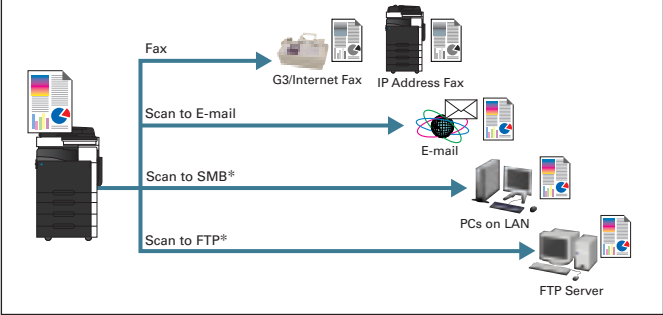 Fax
G3/Internet Fax
IP Address Fax
Scan to E-mail
E-mail
Scan to SMB*
PCs on LAN
Scan to FTP*
FTP Server